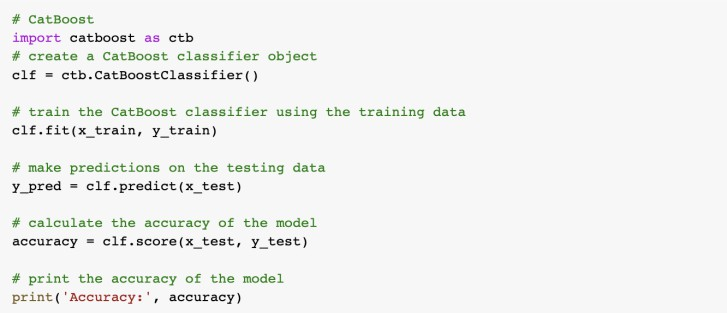 # CatBoost
import catboost as ctb
# create a CatBoost classifier object
clf = ctb.CatBoostClassifier()
# train the CatBoost classifier using the training data
clf.fit(x_train, y_train)
# make predictions on the testing data
y_pred = clf.predict(x_test)
# calculate the accuracy of the model
accuracy = clf.score(x_test, y_test)
# print the accuracy of the model
print('Accuracy:', accuracy)